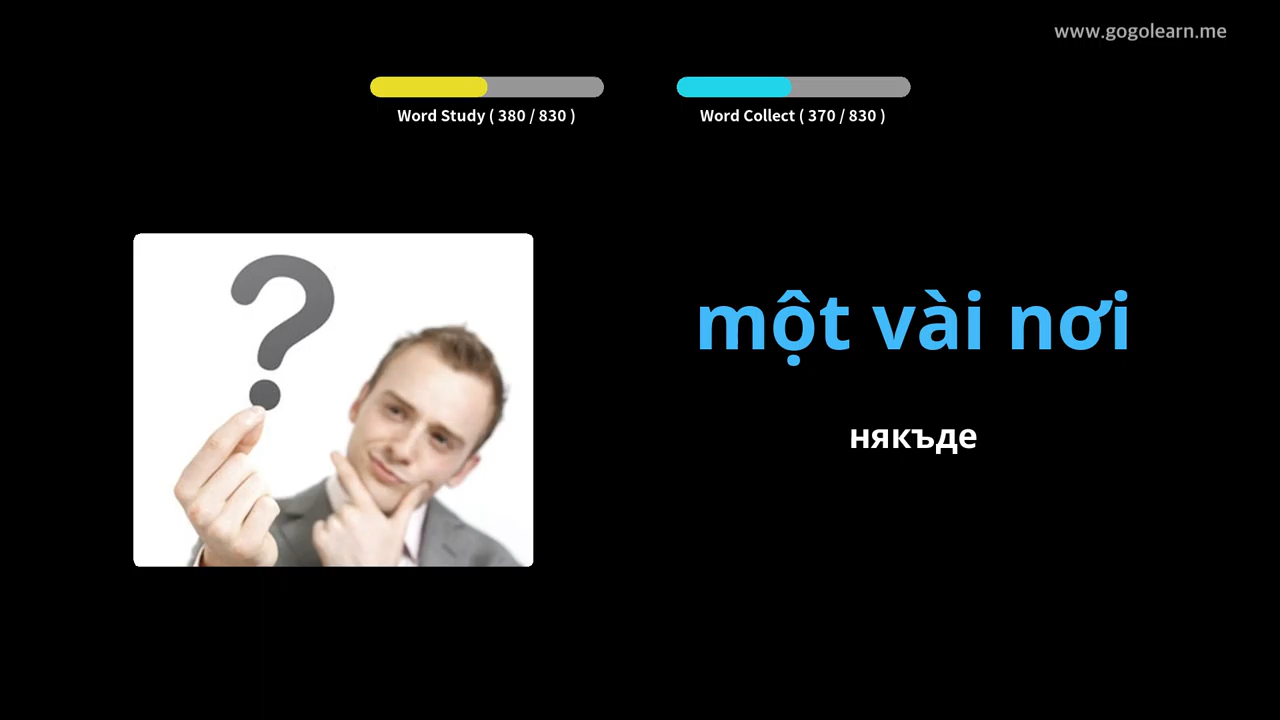 www.gogolearn.me
Word Study ( 380 / 830 )
Word Collect ( 370 / 830 )
một vài nơi
някъде